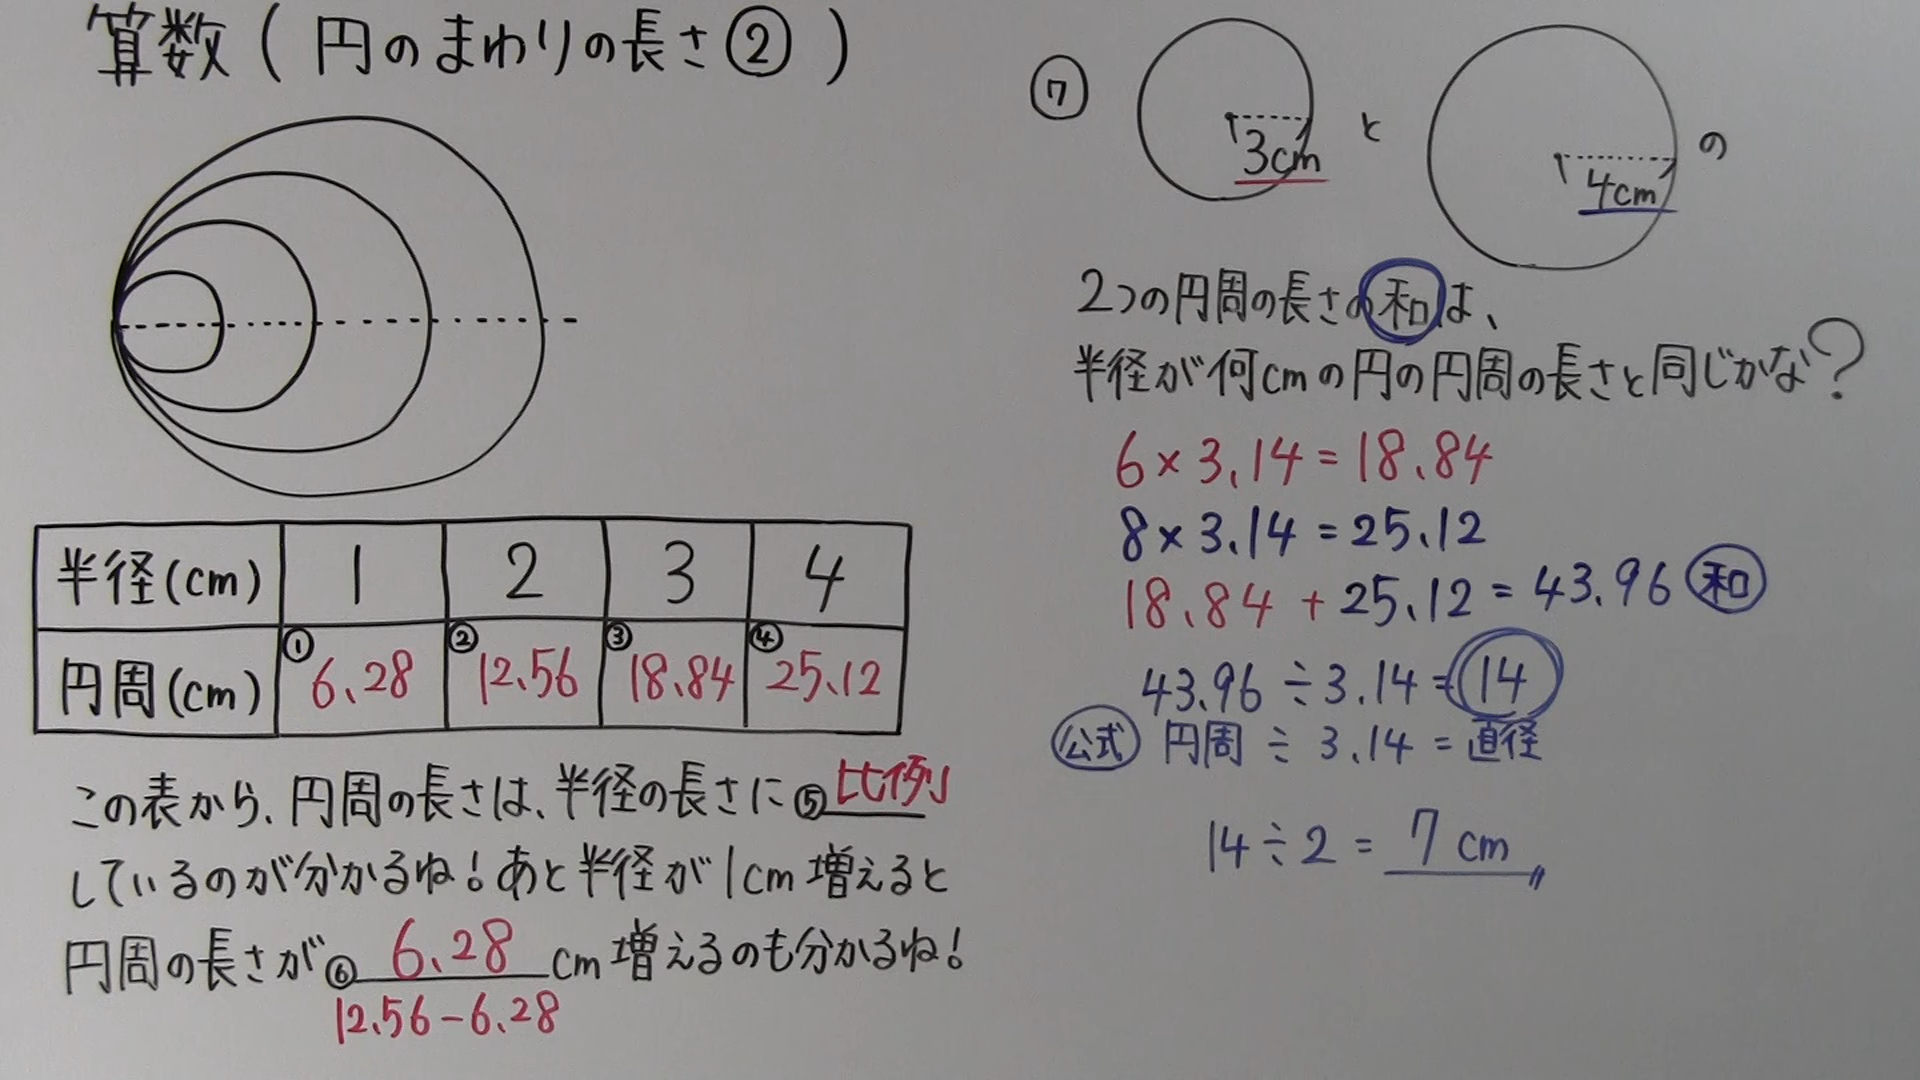 算数(円のまわりの長さ②)
半径(cm) 1 2 3 4
円周(cm) ①6.28 ②12.56 ③18.84 ④25.12
この表から、円周の長さは、半径の長さに⑤比例
しているのが分かるね!あと半径が1cm増えると
円周の長さが⑥6.28cm増えるのも分かるね!
12.56-6.28
⑦ 3cm と 4cm の
2つの円周の長さの和は、
半径が何cmの円の円周の長さと同じかな?
6×3.14=18.84
8×3.14=25.12
18.84+25.12=43.96 和
43.96÷3.14=14
公式 円周÷3.14=直径
14÷2=7cm